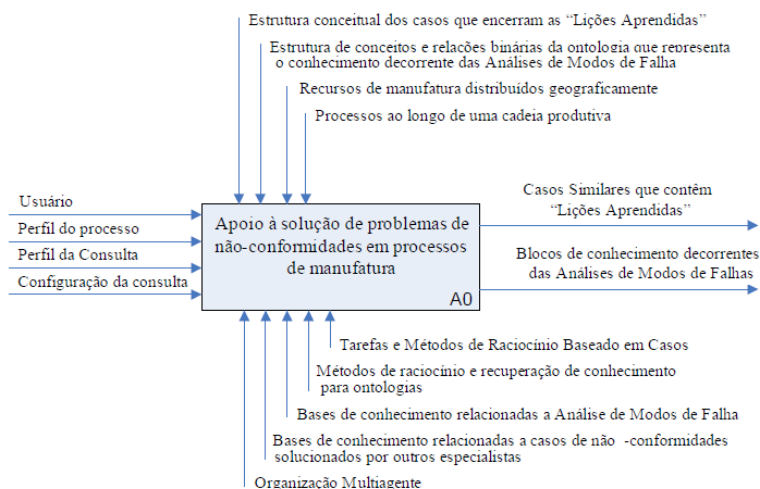 Estrutura conceitual dos casos que encerram as “Lições Aprendidas”
Estrutura de conceitos e relações binárias da ontologia que representa
o conhecimento decorrente das Análises de Modos de Falha
Recursos de manufatura distribuídos geograficamente
Processos ao longo de uma cadeia produtiva
Usuário
Perfil do processo
Perfil da Consulta
Configuração da consulta
Apoio à solução de problemas de
não-conformidades em processos
de manufatura
A0
Casos Similares que contêm
“Lições Aprendidas”
Blocos de conhecimento decorrentes
das Análises de Modos de Falhas
Tarefas e Métodos de Raciocínio Baseado em Casos
Métodos de raciocínio e recuperação de conhecimento
para ontologias
Bases de conhecimento relacionadas a Análise de Modos de Falha
Bases de conhecimento relacionadas a casos de não -conformidades
solucionados por outros especialistas
Organização Multiagente